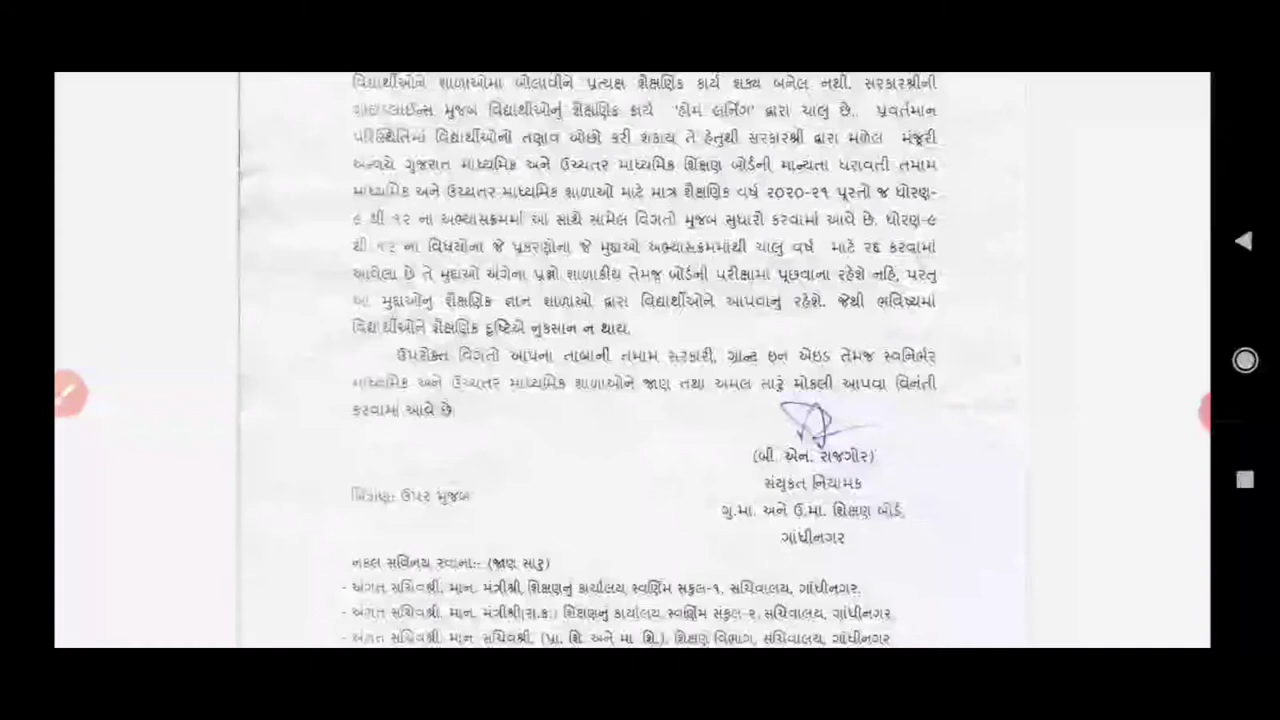 વિદ્યાર્થીઓને શાળાઓમાં બોલાવીને પ્રત્યક્ષ શૈક્ષણિક કાર્ય શક્ય બનેલ નથી. સરકારશ્રીની
ગાઇડલાઈન્સ મુજબ વિદ્યાર્થીઓનું શૈક્ષણિક કાર્ય 'હોમ લર્નિંગ' દ્વારા ચાલુ છે.. પ્રવર્તમાન
પરિસ્થિતિમાં વિદ્યાર્થીઓનો તણાવ ઓછો કરી શકાય તે હેતુથી સરકારશ્રી દ્વારા મળેલ મંજૂરી
અન્વયે ગુજરાત માધ્યમિક અને ઉચ્ચતર માધ્યમિક શિક્ષણ બોર્ડની માન્યતા ધરાવતી તમામ
માધ્યમિક અને ઉચ્ચતર માધ્યમિક શાળાઓ માટે માત્ર શૈક્ષણિક વર્ષ ૨૦૨૦-૨૧ પૂરતો જ ધોરણ-
૯ થી ૧૨ ના અભ્યાસક્રમમાં આ સાથે સામેલ વિગતો મુજબ સુધારો કરવામાં આવે છે. ધોરણ-૯
થી ૧૨ ના વિષયોના જે પ્રકરણોના જે મુદ્દાઓ અભ્યાસક્રમમાંથી ચાલુ વર્ષ માટે રદ્દ કરવામાં
આવેલા છે તે મુદ્દાઓ અંગેના પ્રશ્નો શાળાકીય તેમજ બોર્ડની પરીક્ષામાં પૂછવાના રહેશે નહિ, પરંતુ
આ મુદ્દાઓનું શૈક્ષણિક જ્ઞાન શાળાઓ દ્વારા વિદ્યાર્થીઓને આપવાનું રહેશે. જેથી ભવિષ્યમાં
વિદ્યાર્થીઓને શૈક્ષણિક દૃષ્ટિએ નુકસાન ન થાય.
ઉપરોક્ત વિગતો આપના તાબાની તમામ સરકારી, ગ્રાન્ટ ઇન એઇડ તેમજ સ્વનિર્ભર
માધ્યમિક અને ઉચ્ચતર માધ્યમિક શાળાઓને જાણ તથા અમલ સારું મોકલી આપવા વિનંતી
કરવામાં આવે છે.
(બી. એન. રાજગોર)
સંયુક્ત નિયામક
બિડાણઃ ઉપર મુજબ
ગુ.મા. અને ઉ.મા. શિક્ષણ બોર્ડ,
ગાંધીનગર
નકલ સવિનય રવાનાઃ- (જાણ સારુ)
- અંગત સચિવશ્રી, માન. મંત્રીશ્રી, શિક્ષણનું કાર્યાલય, સ્વર્ણિમ સંકુલ-૧, સચિવાલય, ગાંધીનગર.
- અંગત સચિવશ્રી, માન. મંત્રીશ્રી(રા.ક.) શિક્ષણનું કાર્યાલય, સ્વર્ણિમ સંકુલ-૨, સચિવાલય, ગાંધીનગર
- અંગત સચિવશ્રી, માન સચિવશ્રી, (પ્રા. શિ. અને મા. શિ.), શિક્ષણ વિભાગ, સચિવાલય, ગાંધીનગર